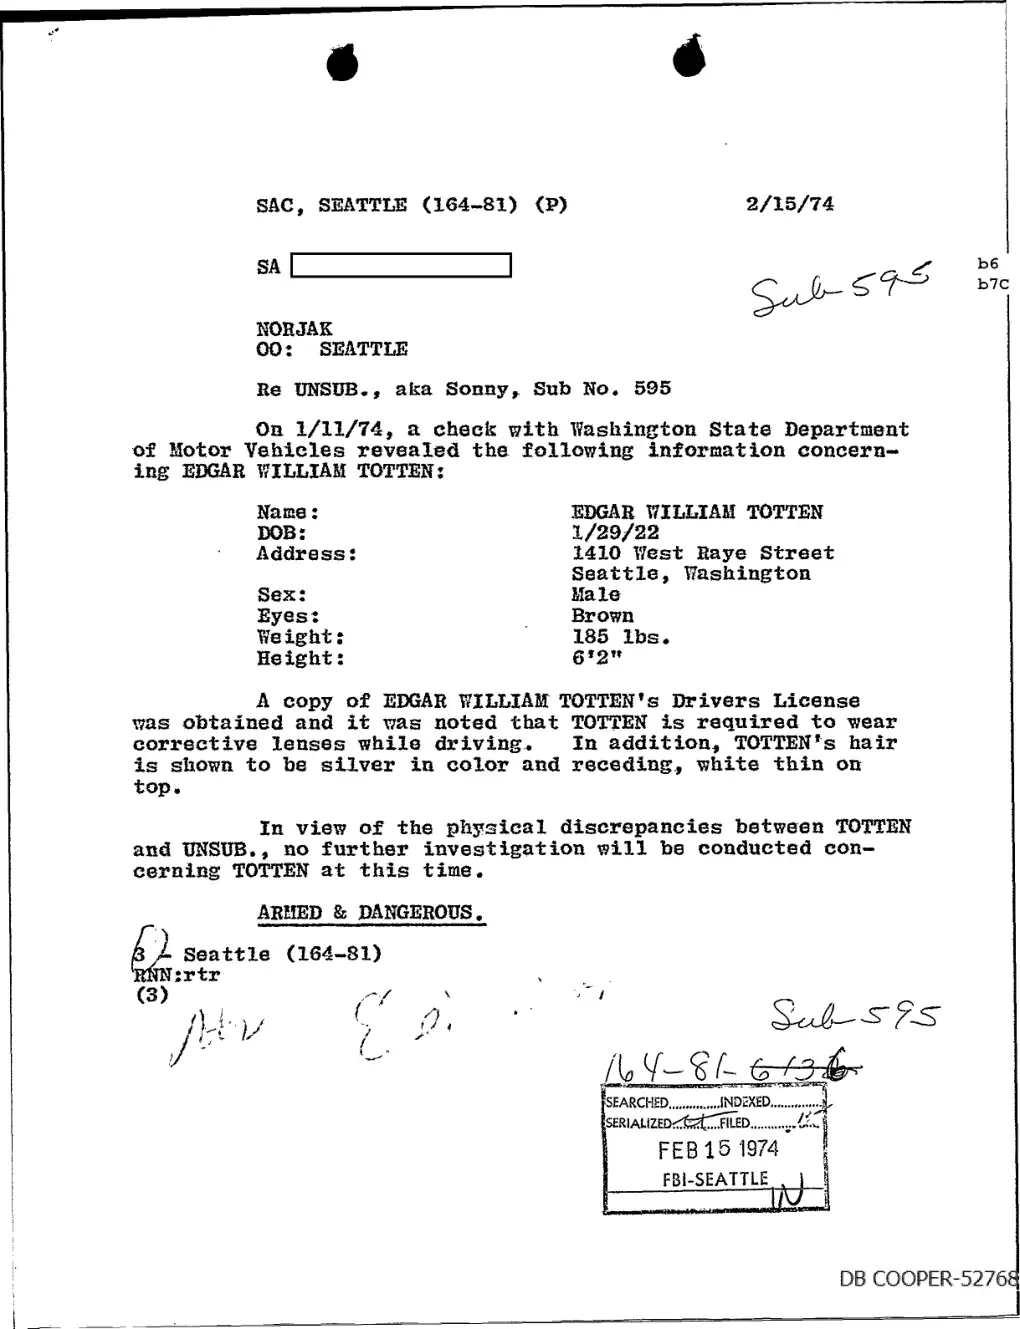 SAC, SEATTLE (164-81) (P) 2/15/74
SA
b6
b7C
Sub 595
NORJAK
OO: SEATTLE
Re UNSUB., aka Sonny, Sub No. 595
On 1/11/74, a check with Washington State Department
of Motor Vehicles revealed the following information concern-
ing EDGAR WILLIAM TOTTEN:
Name: EDGAR WILLIAM TOTTEN
DOB: 1/29/22
Address: 1410 West Raye Street
Seattle, Washington
Sex: Male
Eyes: Brown
Weight: 185 lbs.
Height: 6'2"
A copy of EDGAR WILLIAM TOTTEN's Drivers License
was obtained and it was noted that TOTTEN is required to wear
corrective lenses while driving. In addition, TOTTEN's hair
is shown to be silver in color and receding, white thin on
top.
In view of the physical discrepancies between TOTTEN
and UNSUB., no further investigation will be conducted con-
cerning TOTTEN at this time.
ARMED & DANGEROUS.
3 - Seattle (164-81)
RNN:rtr
(3)
Sub 595
164-81-6136
SEARCHED..............INDEXED..............
SERIALIZED..............FILED..............
FEB 15 1974
FBI-SEATTLE
DB COOPER-52768